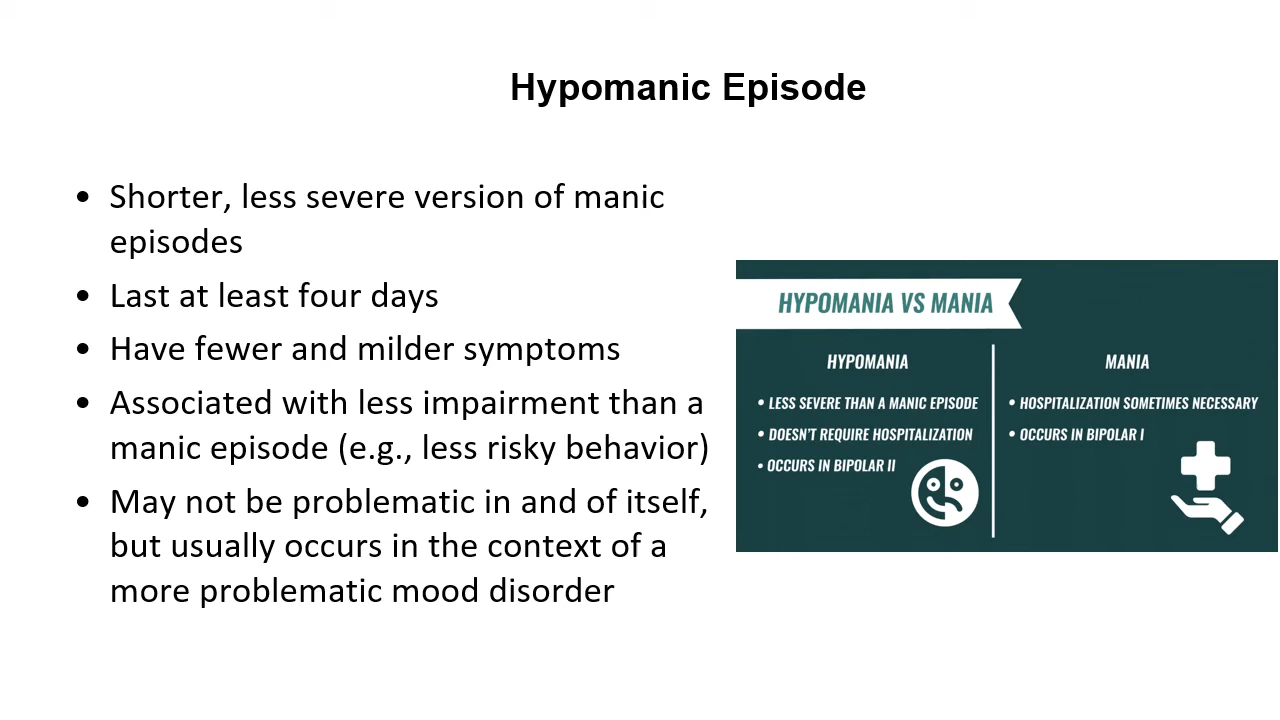 Hypomanic Episode
• Shorter, less severe version of manic
episodes
• Last at least four days
• Have fewer and milder symptoms
• Associated with less impairment than a
manic episode (e.g., less risky behavior)
• May not be problematic in and of itself,
but usually occurs in the context of a
more problematic mood disorder
HYPOMANIA VS MANIA
HYPOMANIA
• LESS SEVERE THAN A MANIC EPISODE
• DOESN'T REQUIRE HOSPITALIZATION
• OCCURS IN BIPOLAR II
MANIA
• HOSPITALIZATION SOMETIMES NECESSARY
• OCCURS IN BIPOLAR I